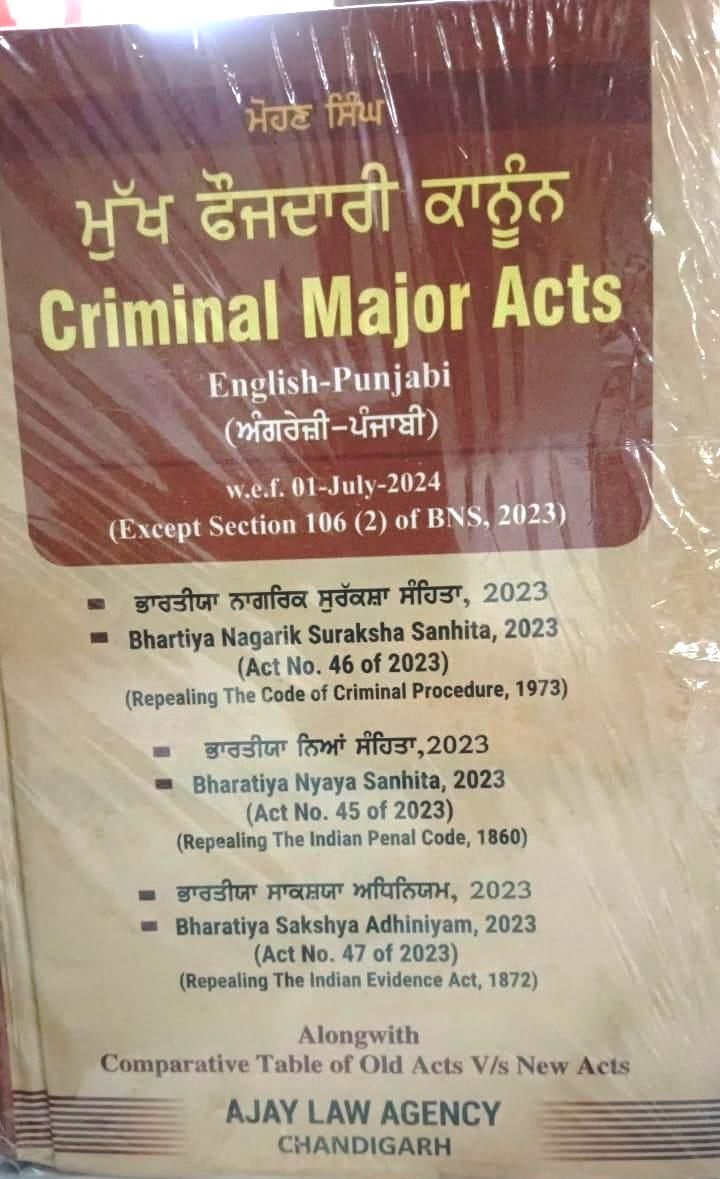 ਮੋਹਣ ਸਿੰਘ
ਮੁੱਖ ਫੌਜਦਾਰੀ ਕਾਨੂੰਨ
Criminal Major Acts
English-Punjabi
(ਅੰਗਰੇਜ਼ੀ-ਪੰਜਾਬੀ)
w.e.f. 01-July-2024
(Except Section 106 (2) of BNS, 2023)
ਭਾਰਤੀਯਾ ਨਾਗਰਿਕ ਸੁਰੱਕਸ਼ਾ ਸੰਹਿਤਾ, 2023
Bhartiya Nagarik Suraksha Sanhita, 2023
(Act No. 46 of 2023)
(Repealing The Code of Criminal Procedure, 1973)
ਭਾਰਤੀਯਾ ਨਿਆਂ ਸੰਹਿਤਾ,2023
Bharatiya Nyaya Sanhita, 2023
(Act No. 45 of 2023)
(Repealing The Indian Penal Code, 1860)
ਭਾਰਤੀਯਾ ਸਾਕਸ਼ਯਾ ਅਧਿਨਿਯਮ, 2023
Bharatiya Sakshya Adhiniyam, 2023
(Act No. 47 of 2023)
(Repealing The Indian Evidence Act, 1872)
Alongwith
Comparative Table of Old Acts V/s New Acts
AJAY LAW AGENCY
CHANDIGARH